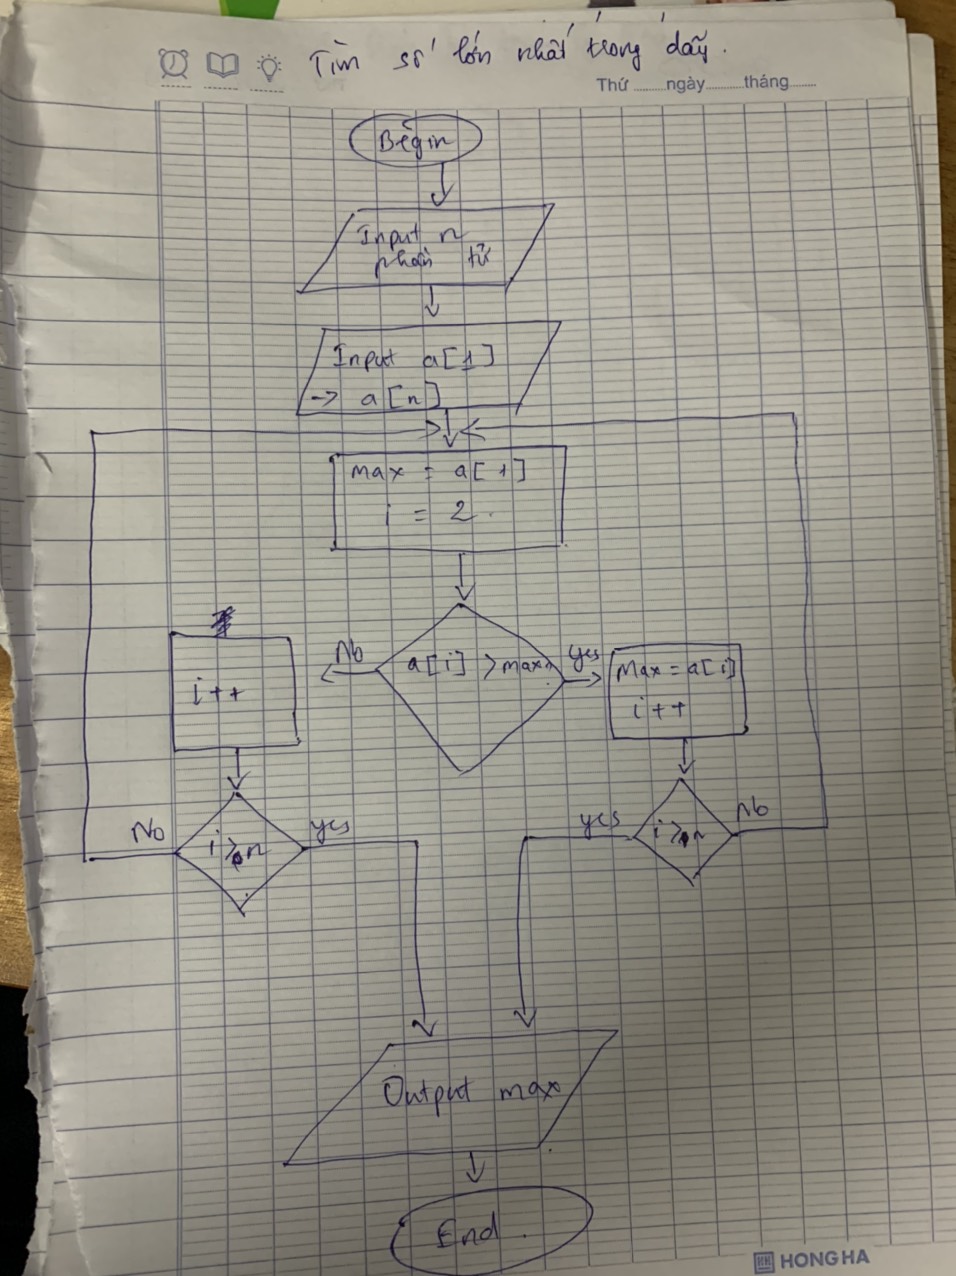 Tìm số lớn nhất trong dãy.
Thứ ........ngày..........tháng.......
Begin
Input n
phần tử
Input a[1]
-> a[n]
max = a[1]
i = 2.
No
a[i] > max
yes
i++
Max = a[i]
i++
No
i > n
yes
yes
i > n
No
Output max
End.
HONG HA